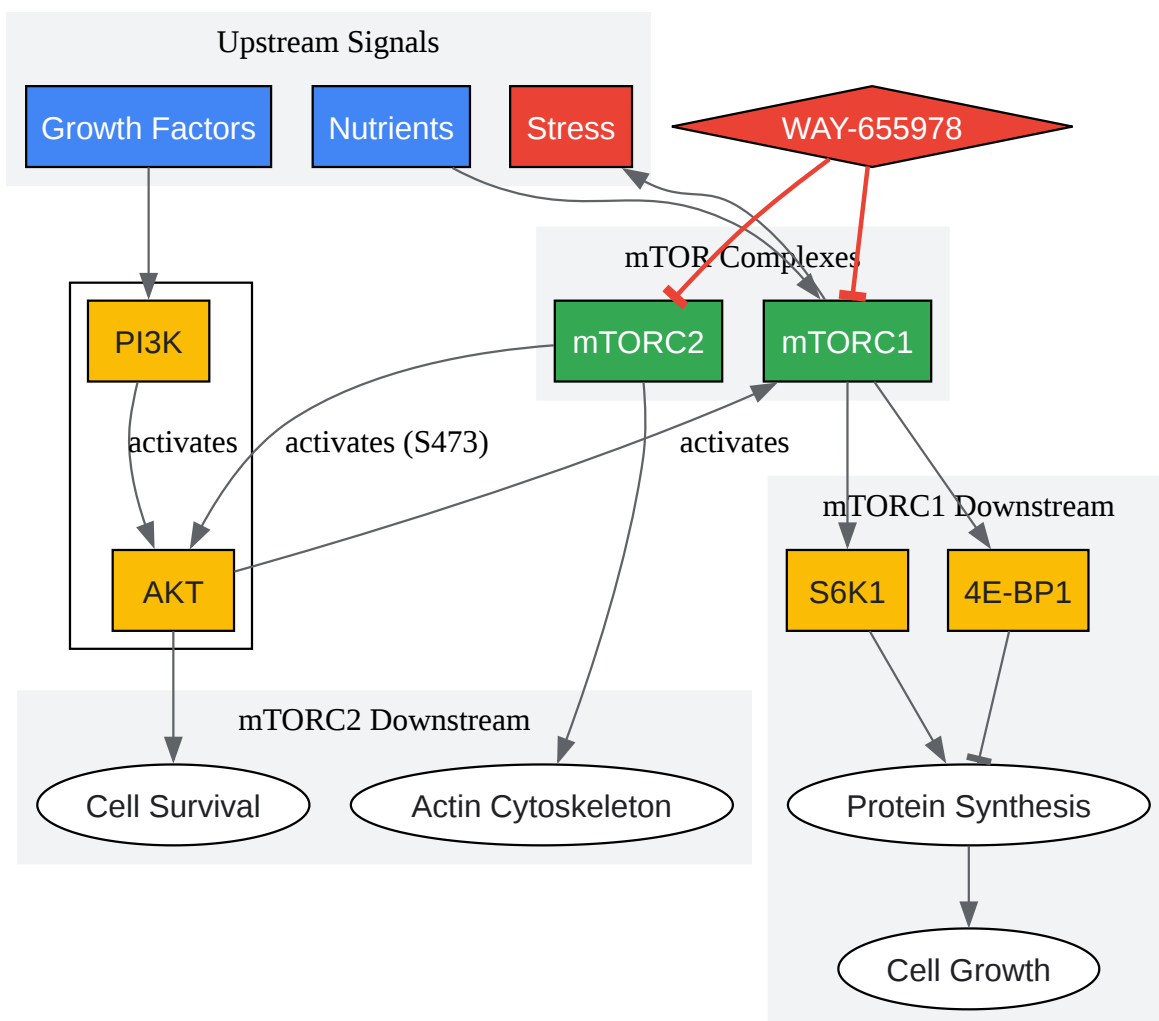 Upstream Signals
Growth Factors
Nutrients
Stress
WAY-655978
mTOR Complexes
PI3K
mTORC2
mTORC1
activates
activates (S473)
activates
mTORC1 Downstream
AKT
S6K1
4E-BP1
mTORC2 Downstream
Cell Survival
Actin Cytoskeleton
Protein Synthesis
Cell Growth